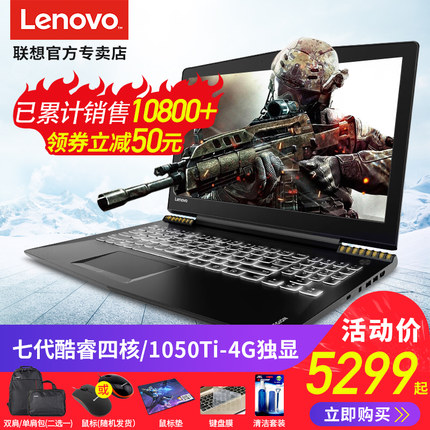 Lenovo
联想官方专卖店
已累计销售10800+
领券立减50元
Lenovo
七代酷睿四核/1050Ti-4G独显
活动价
5299起
立即购买>
或
双肩/单肩包(二选一)
鼠标(随机发货)
鼠标垫
键盘膜
清洁套装